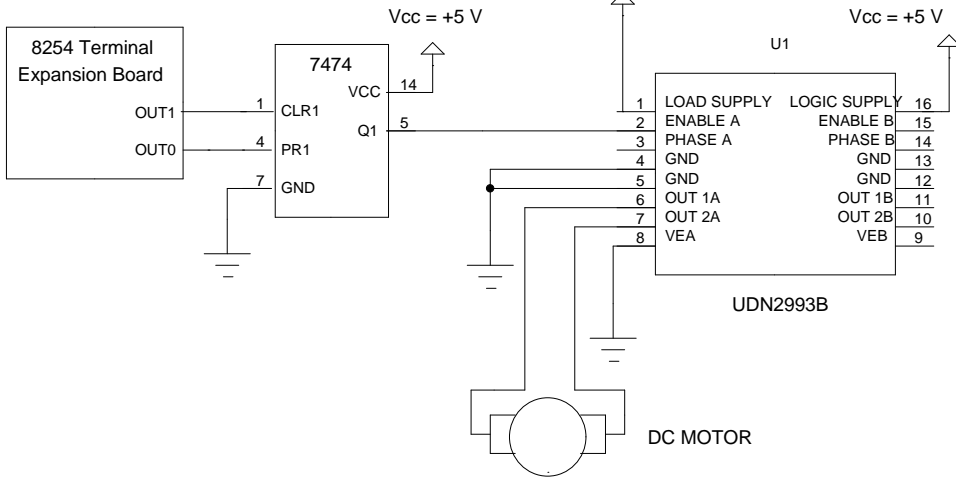 Vcc = +5 V
Vcc = +5 V
8254 Terminal
Expansion Board
OUT1
OUT0
7474
VCC
14
1
CLR1
Q1
5
4
PR1
7
GND
U1
1
LOAD SUPPLY
LOGIC SUPPLY
16
2
ENABLE A
ENABLE B
15
3
PHASE A
PHASE B
14
4
GND
GND
13
5
GND
GND
12
6
OUT 1A
OUT 1B
11
7
OUT 2A
OUT 2B
10
8
VEA
VEB
9
UDN2993B
DC MOTOR